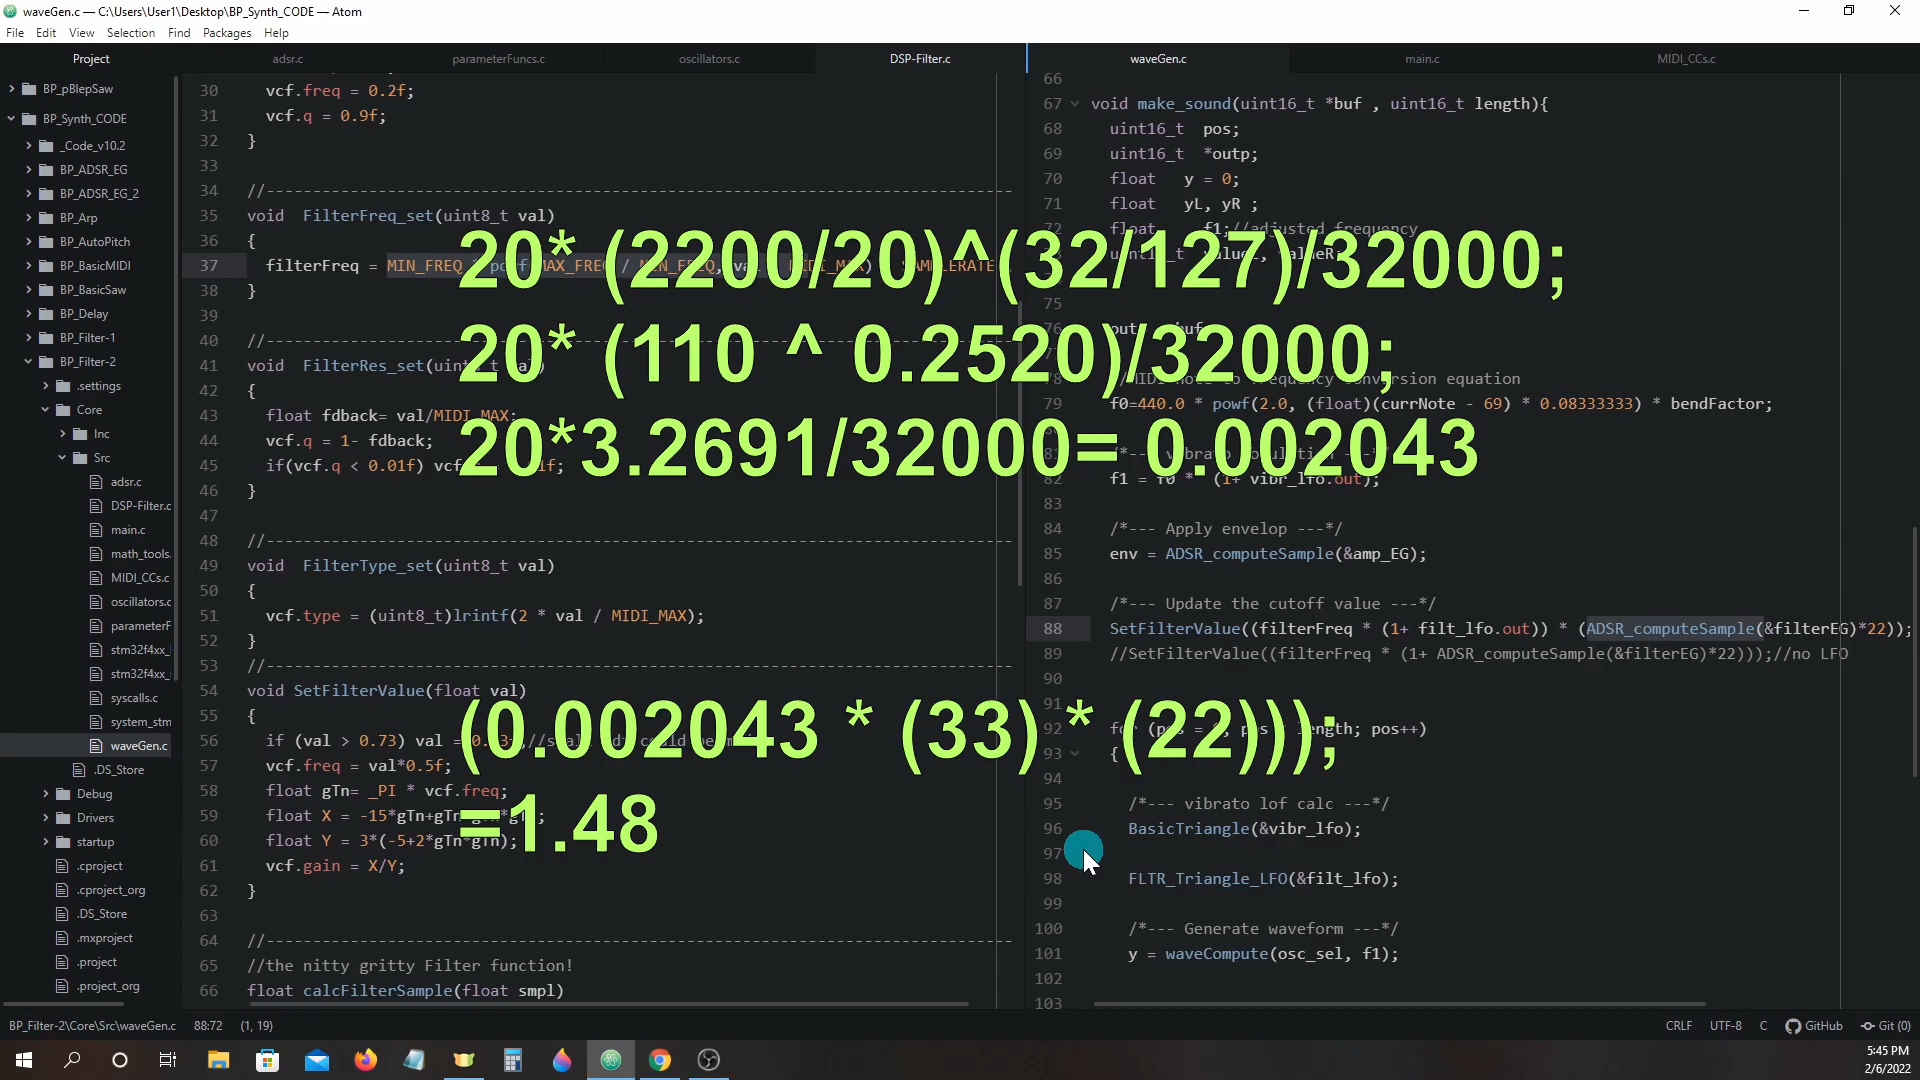 waveGen.c — C:\Users\User1\Desktop\BP_Synth_CODE — Atom
File Edit View Selection Find Packages Help
Project
BP_pBlepSaw
BP_Synth_CODE
_Code_v10.2
BP_ADSR_EG
BP_ADSR_EG_2
BP_Arp
BP_AutoPitch
BP_BasicMIDI
BP_BasicSaw
BP_Delay
BP_Filter-1
BP_Filter-2
.settings
Core
Inc
Src
adsr.c
DSP-Filter.c
main.c
math_tools.
MIDI_CCs.c
oscillators.c
parameterF
stm32f4xx_
stm32f4xx_
syscalls.c
system_stm
waveGen.c
.DS_Store
Debug
Drivers
startup
.cproject
.cproject_org
.DS_Store
.mxproject
.project
.project_org
adsr.c parameterFuncs.c oscillators.c DSP-Filter.c
30 vcf.freq = 0.2f;
31 vcf.q = 0.9f;
32 }
33
34 //--------------------------------------------------------------------------------
35 void FilterFreq_set(uint8_t val)
36 {
37 filterFreq = MIN_FREQ
38 }
39
40 //--------------------------------------------------------------------------------
41 void FilterRes_set(
42 {
43 float fdback= val/MIDI_MAX;
44 vcf.q = 1- fdback;
45 if(vcf.q < 0.01f)
46 }
47
48 //--------------------------------------------------------------------------------
49 void FilterType_set(uint8_t val)
50 {
51 vcf.type = (uint8_t)lrintf(2 * val / MIDI_MAX);
52 }
53 //--------------------------------------------------------------------------------
54 void SetFilterValue(float val)
55 {
56 if (val > 0.73) val =
57 vcf.freq = val*0.5f;
58 float gTn= _PI * vcf.freq;
59 float X = -15*gTn+gTn
60 float Y = 3*(-5+2*gTn*gTn);
61 vcf.gain = X/Y;
62 }
63
64 //--------------------------------------------------------------------------------
65 //the nitty gritty Filter function!
66 float calcFilterSample(float smpl)
waveGen.c main.c MIDI_CCs.c
66
67 void make_sound(uint16_t *buf , uint16_t length){
68 uint16_t pos;
69 uint16_t *outp;
70 float y = 0;
71 float yL, yR ;
72 float f1;//adjusted frequency
75
76
79 f0=440.0 * powf(2.0, (float)(currNote - 69) * 0.08333333) * bendFactor;
82 f1 = f0 * (1+ vibr_lfo.out);
83
84 /*--- Apply envelop ---*/
85 env = ADSR_computeSample(&amp_EG);
86
87 /*--- Update the cutoff value ---*/
88 SetFilterValue((filterFreq * (1+ filt_lfo.out)) * (ADSR_computeSample(&filterEG)*22));
89 //SetFilterValue((filterFreq * (1+ ADSR_computeSample(&filterEG)*22)));//no LFO
90
91
92 for (pos = length; pos++)
93 {
94
95 /*--- vibrato lof calc ---*/
96 BasicTriangle(&vibr_lfo);
97
98 FLTR_Triangle_LFO(&filt_lfo);
99
100 /*--- Generate waveform ---*/
101 y = waveCompute(osc_sel, f1);
102
103
20* (2200/20)^(32/127)/32000;
20* (110 ^ 0.2520)/32000;
20*3.2691/32000= 0.002043
(0.002043 * (33) * (22)));
=1.48
BP_Filter-2\Core\Src\waveGen.c 88:72 (1, 19) CRLF UTF-8 C GitHub Git (0)
5:45 PM
2/6/2022